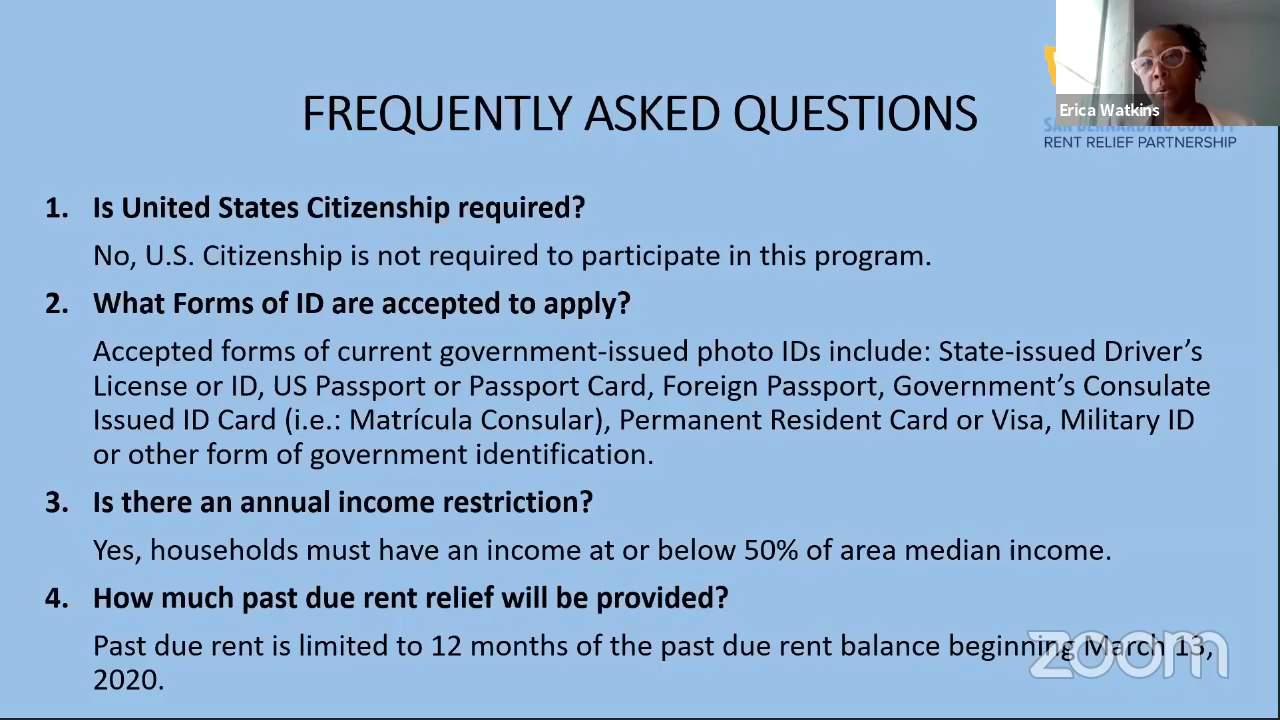 Erica Watkins
FREQUENTLY ASKED QUESTIONS
SAN BERNARDINO COUNTY
RENT RELIEF PARTNERSHIP
1. Is United States Citizenship required?
No, U.S. Citizenship is not required to participate in this program.
2. What Forms of ID are accepted to apply?
Accepted forms of current government-issued photo IDs include: State-issued Driver’s
License or ID, US Passport or Passport Card, Foreign Passport, Government’s Consulate
Issued ID Card (i.e.: Matrícula Consular), Permanent Resident Card or Visa, Military ID
or other form of government identification.
3. Is there an annual income restriction?
Yes, households must have an income at or below 50% of area median income.
4. How much past due rent relief will be provided?
Past due rent is limited to 12 months of the past due rent balance beginning March 13,
2020.
zoom